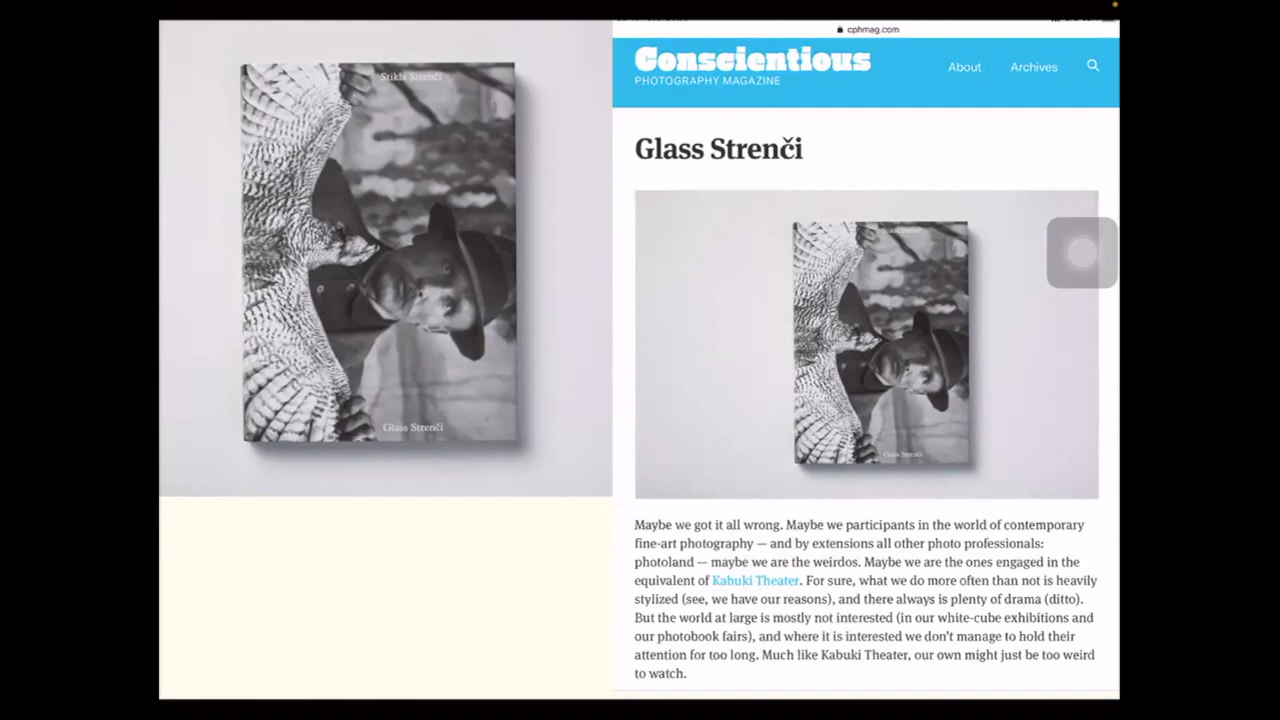 Stikla Strenči
Glass Strenči
cphmag.com
Conscientious
PHOTOGRAPHY MAGAZINE
About
Archives
Glass Strenči
Stikla Strenči
Glass Strenči
Maybe we got it all wrong. Maybe we participants in the world of contemporary
fine-art photography — and by extensions all other photo professionals:
photoland — maybe we are the weirdos. Maybe we are the ones engaged in the
equivalent of Kabuki Theater. For sure, what we do more often than not is heavily
stylized (see, we have our reasons), and there always is plenty of drama (ditto).
But the world at large is mostly not interested (in our white-cube exhibitions and
our photobook fairs), and where it is interested we don't manage to hold their
attention for too long. Much like Kabuki Theater, our own might just be too weird
to watch.